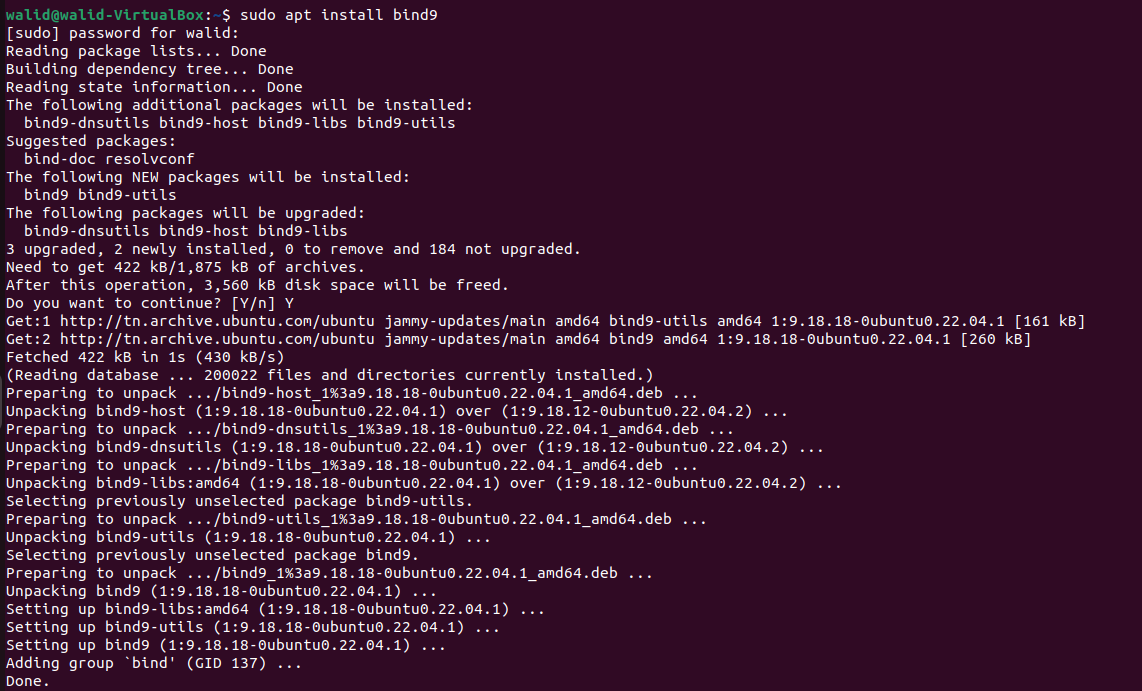 walid@walid-VirtualBox:~$ sudo apt install bind9
[sudo] password for walid:
Reading package lists... Done
Building dependency tree... Done
Reading state information... Done
The following additional packages will be installed:
  bind9-dnsutils bind9-host bind9-libs bind9-utils
Suggested packages:
  bind-doc resolvconf
The following NEW packages will be installed:
  bind9 bind9-utils
The following packages will be upgraded:
  bind9-dnsutils bind9-host bind9-libs
3 upgraded, 2 newly installed, 0 to remove and 184 not upgraded.
Need to get 422 kB/1,875 kB of archives.
After this operation, 3,560 kB disk space will be freed.
Do you want to continue? [Y/n] Y
Get:1 http://tn.archive.ubuntu.com/ubuntu jammy-updates/main amd64 bind9-utils amd64 1:9.18.18-0ubuntu0.22.04.1 [161 kB]
Get:2 http://tn.archive.ubuntu.com/ubuntu jammy-updates/main amd64 bind9 amd64 1:9.18.18-0ubuntu0.22.04.1 [260 kB]
Fetched 422 kB in 1s (430 kB/s)
(Reading database ... 200022 files and directories currently installed.)
Preparing to unpack .../bind9-host_1%3a9.18.18-0ubuntu0.22.04.1_amd64.deb ...
Unpacking bind9-host (1:9.18.18-0ubuntu0.22.04.1) over (1:9.18.12-0ubuntu0.22.04.2) ...
Preparing to unpack .../bind9-dnsutils_1%3a9.18.18-0ubuntu0.22.04.1_amd64.deb ...
Unpacking bind9-dnsutils (1:9.18.18-0ubuntu0.22.04.1) over (1:9.18.12-0ubuntu0.22.04.2) ...
Preparing to unpack .../bind9-libs_1%3a9.18.18-0ubuntu0.22.04.1_amd64.deb ...
Unpacking bind9-libs:amd64 (1:9.18.18-0ubuntu0.22.04.1) over (1:9.18.12-0ubuntu0.22.04.2) ...
Selecting previously unselected package bind9-utils.
Preparing to unpack .../bind9-utils_1%3a9.18.18-0ubuntu0.22.04.1_amd64.deb ...
Unpacking bind9-utils (1:9.18.18-0ubuntu0.22.04.1) ...
Selecting previously unselected package bind9.
Preparing to unpack .../bind9_1%3a9.18.18-0ubuntu0.22.04.1_amd64.deb ...
Unpacking bind9 (1:9.18.18-0ubuntu0.22.04.1) ...
Setting up bind9-libs:amd64 (1:9.18.18-0ubuntu0.22.04.1) ...
Setting up bind9-utils (1:9.18.18-0ubuntu0.22.04.1) ...
Setting up bind9 (1:9.18.18-0ubuntu0.22.04.1) ...
Adding group `bind' (GID 137) ...
Done.